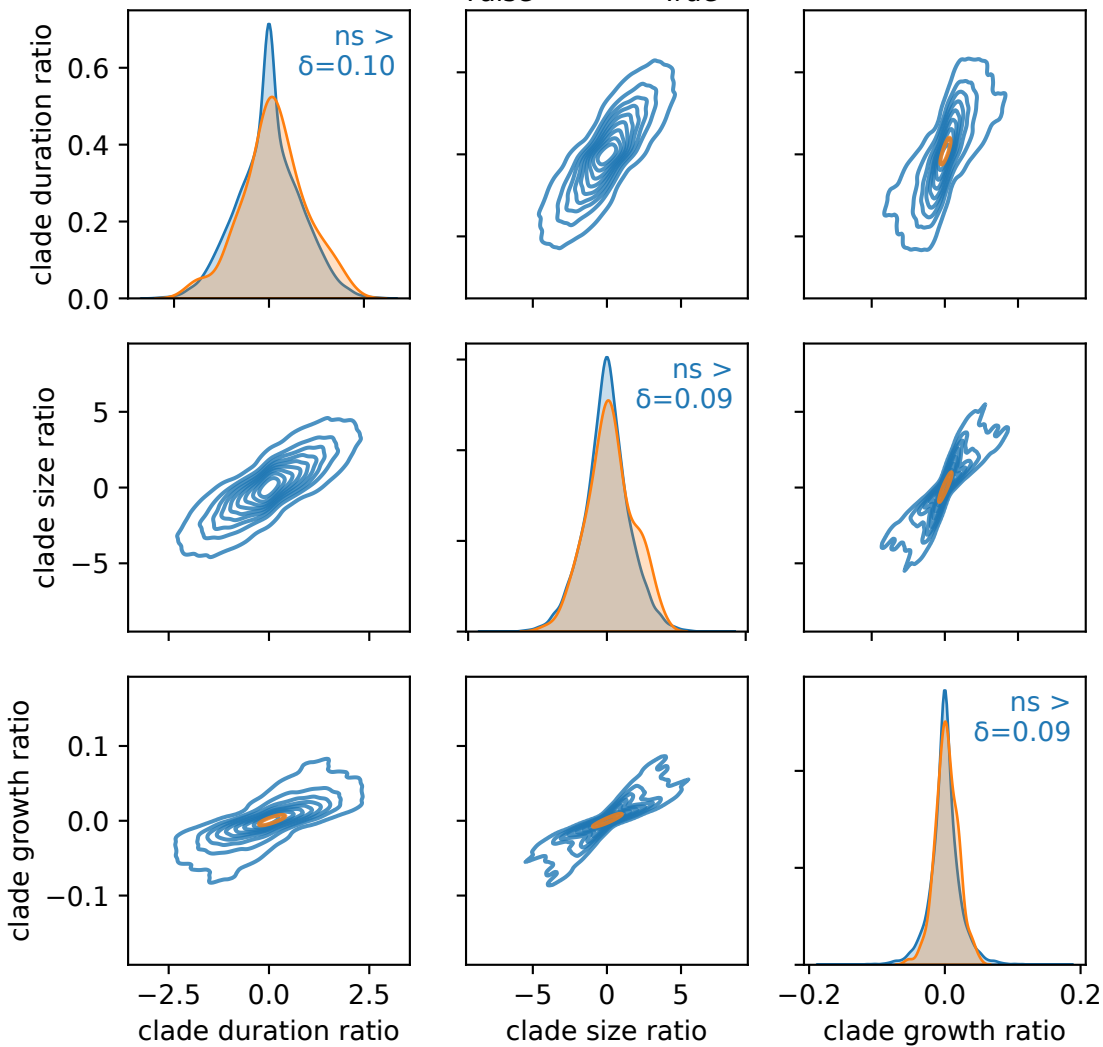 clade duration ratio
0.6
0.4
0.2
0.0
ns >
δ=0.10
clade size ratio
5
0
−5
ns >
δ=0.09
clade growth ratio
0.1
0.0
−0.1
ns >
δ=0.09
−2.5 0.0 2.5
−5 0 5
−0.2 0.0 0.2
clade duration ratio
clade size ratio
clade growth ratio